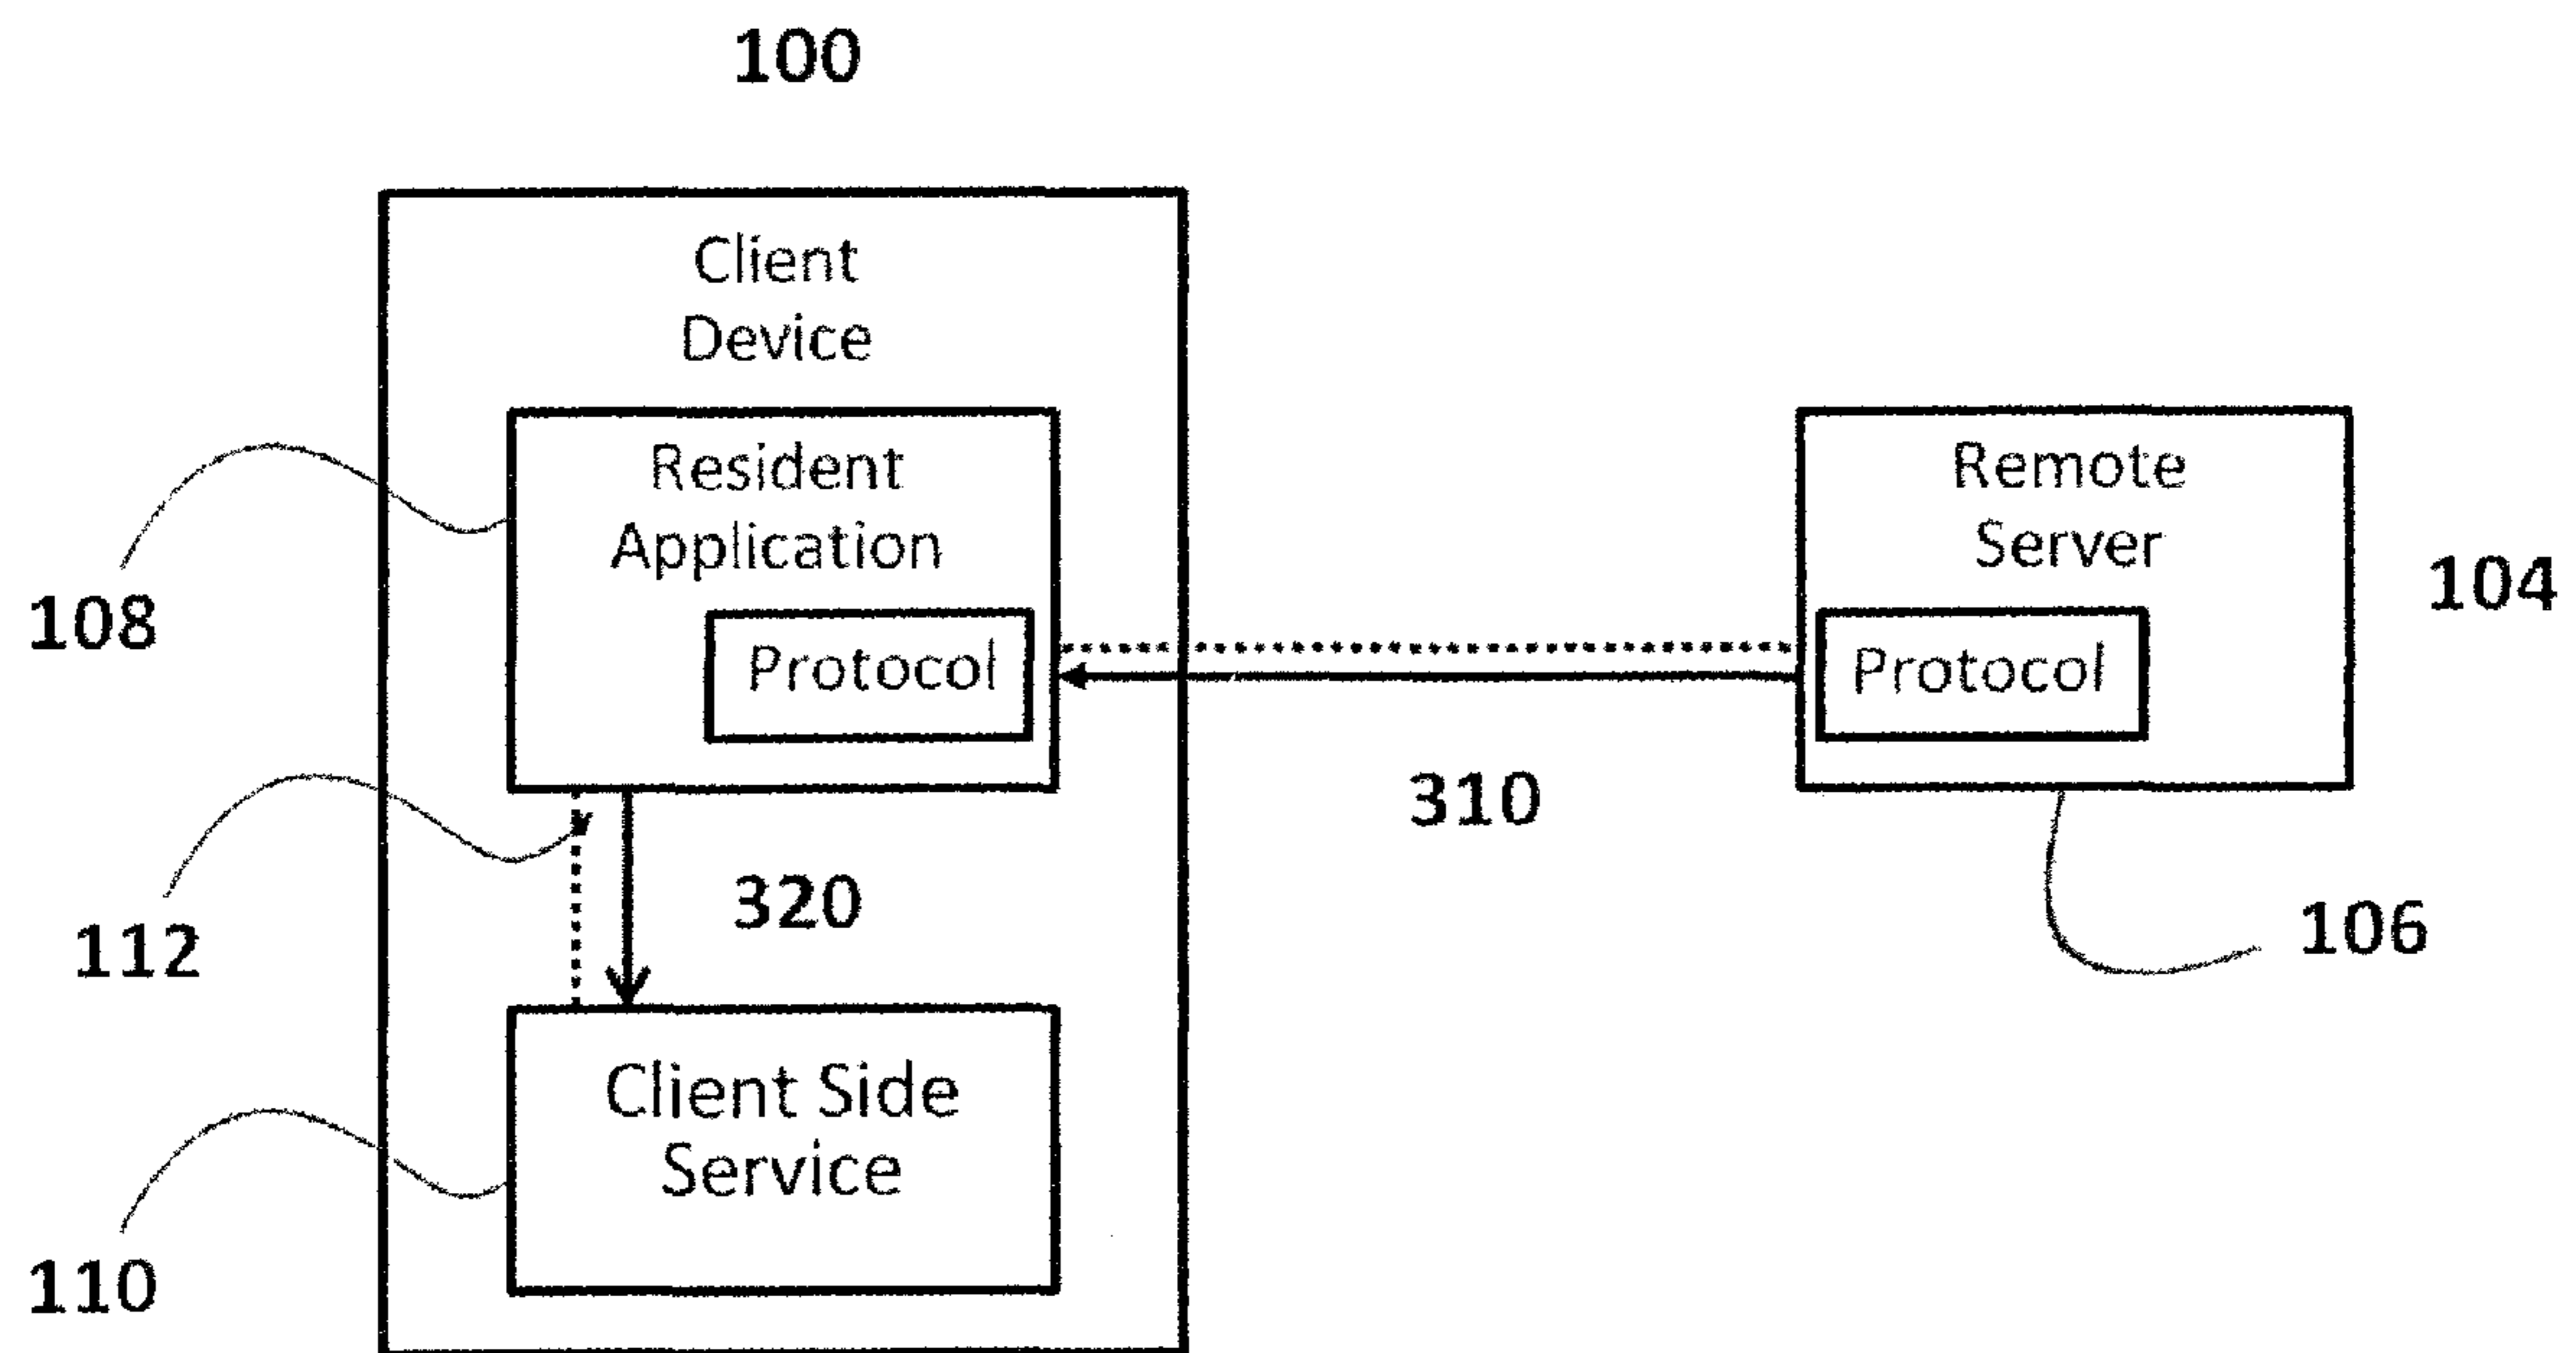 100
Client
Device
Resident
Application
Protocol
108
112
320
Client Side
Service
110
Remote
Server
Protocol
104
310
106